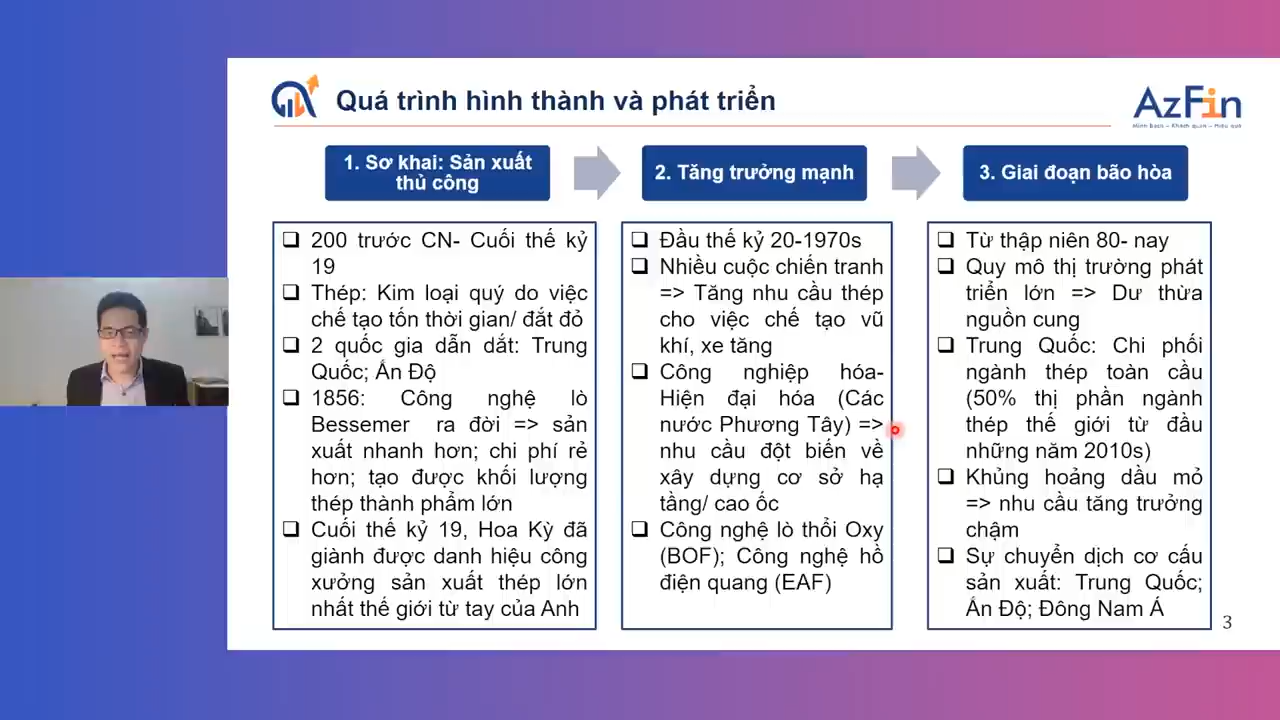 Quá trình hình thành và phát triển
AzFin
Minh Bạch – Khách quan – Hiệu quả
1. Sơ khai: Sản xuất
thủ công
2. Tăng trưởng mạnh
3. Giai đoạn bão hòa
200 trước CN- Cuối thế kỷ
19
Thép: Kim loại quý do việc
chế tạo tốn thời gian/ đắt đỏ
2 quốc gia dẫn dắt: Trung
Quốc; Ấn Độ
1856: Công nghệ lò
Bessemer ra đời => sản
xuất nhanh hơn; chi phí rẻ
hơn; tạo được khối lượng
thép thành phẩm lớn
Cuối thế kỷ 19, Hoa Kỳ đã
giành được danh hiệu công
xưởng sản xuất thép lớn
nhất thế giới từ tay của Anh
Đầu thế kỷ 20-1970s
Nhiều cuộc chiến tranh
=> Tăng nhu cầu thép
cho việc chế tạo vũ
khí, xe tăng
Công nghiệp hóa-
Hiện đại hóa (Các
nước Phương Tây) =>
nhu cầu đột biến về
xây dựng cơ sở hạ
tầng/ cao ốc
Công nghệ lò thổi Oxy
(BOF); Công nghệ hồ
điện quang (EAF)
Từ thập niên 80- nay
Quy mô thị trường phát
triển lớn => Dư thừa
nguồn cung
Trung Quốc: Chi phối
ngành thép toàn cầu
(50% thị phần ngành
thép thế giới từ đầu
những năm 2010s)
Khủng hoảng dầu mỏ
=> nhu cầu tăng trưởng
chậm
Sự chuyển dịch cơ cấu
sản xuất: Trung Quốc;
Ấn Độ; Đông Nam Á
3